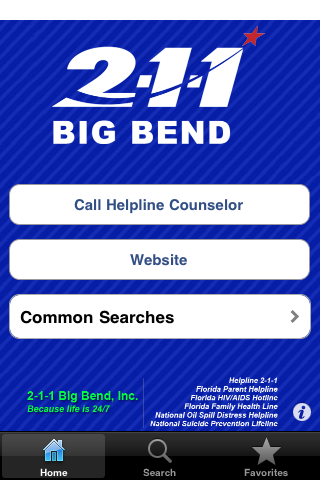 2-1-1
BIG BEND
Call Helpline Counselor
Website
Common Searches
Helpline 2-1-1
Florida Parent Helpline
Florida HIV/AIDS Hotline
Florida Family Health Line
National Oil Spill Distress Helpline
National Suicide Prevention Lifeline
2-1-1 Big Bend, Inc.
Because life is 24/7
i
Home
Search
Favorites